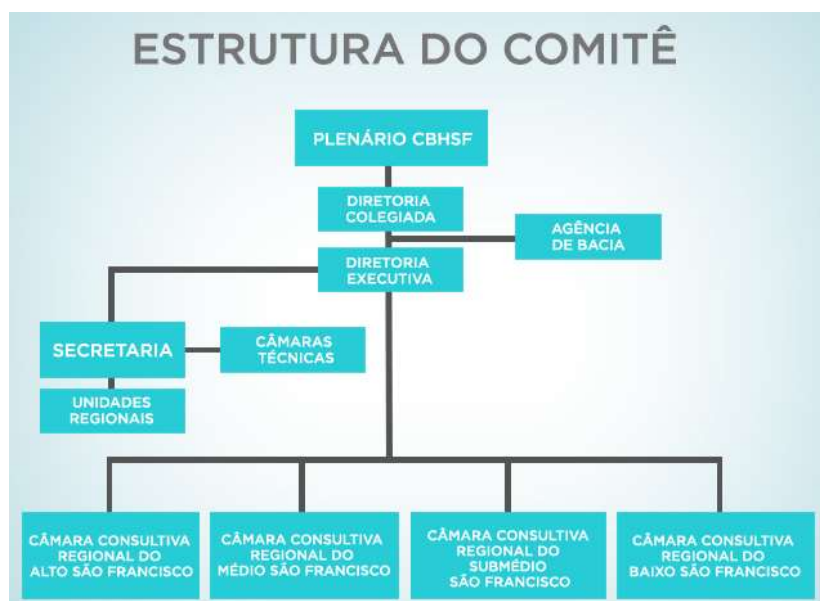 ESTRUTURA DO COMITÊ
PLENÁRIO CBHSF
DIRETORIA
COLEGIADA
AGÊNCIA
DE BACIA
DIRETORIA
EXECUTIVA
SECRETARIA
CÂMARAS
TÉCNICAS
UNIDADES
REGIONAIS
CÂMARA CONSULTIVA
REGIONAL DO
ALTO SÃO FRANCISCO
CÂMARA CONSULTIVA
REGIONAL DO
MÉDIO SÃO FRANCISCO
CÂMARA CONSULTIVA
REGIONAL DO
SUBMÉDIO
SÃO FRANCISCO
CÂMARA CONSULTIVA
REGIONAL DO
BAIXO SÃO FRANCISCO